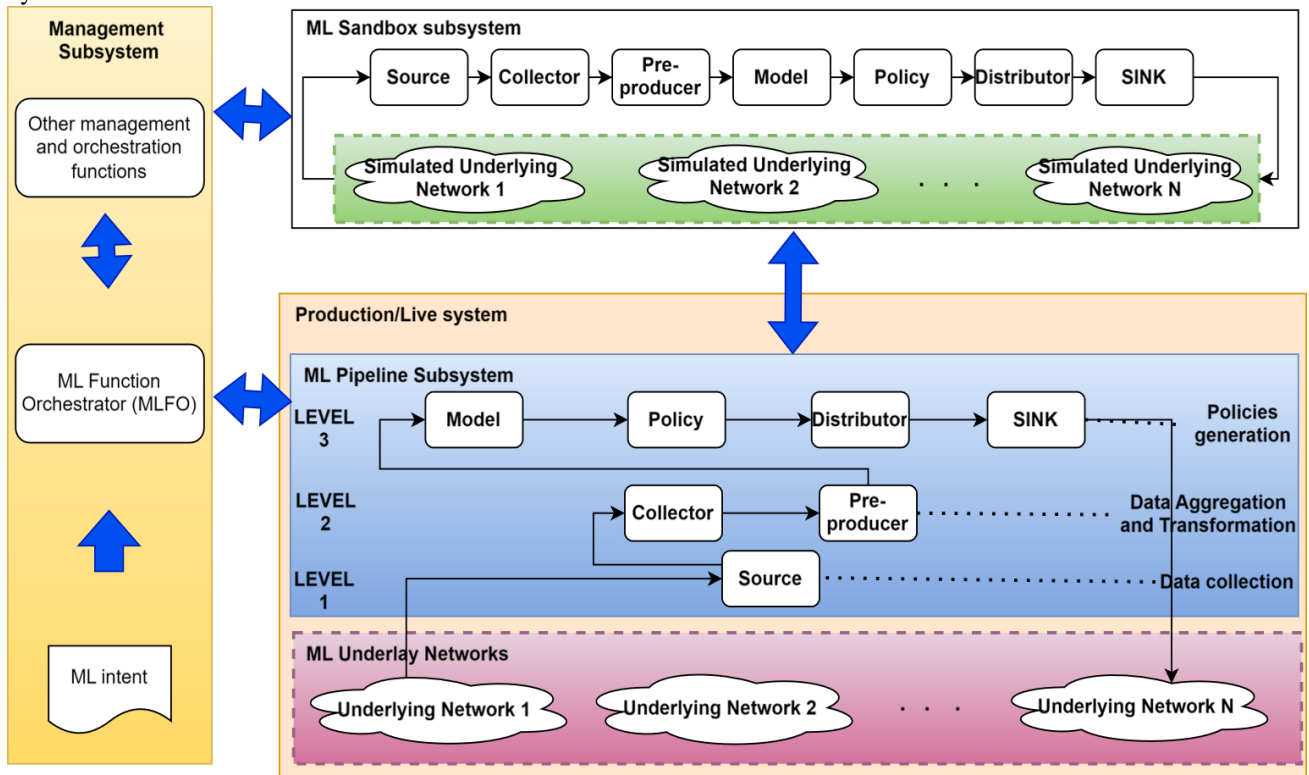 Management
Subsystem
Other management
and orchestration
functions
ML Function
Orchestrator (MLFO)
ML intent
ML Sandbox subsystem
Source
Collector
Pre-
producer
Model
Policy
Distributor
SINK
Simulated Underlying
Network 1
Simulated Underlying
Network 2
. . .
Simulated Underlying
Network N
Production/Live system
ML Pipeline Subsystem
LEVEL
3
Model
Policy
Distributor
SINK
Policies
generation
LEVEL
2
Collector
Pre-
producer
Data Aggregation
and Transformation
LEVEL
1
Source
Data collection
ML Underlay Networks
Underlying Network 1
Underlying Network 2
. . .
Underlying Network N